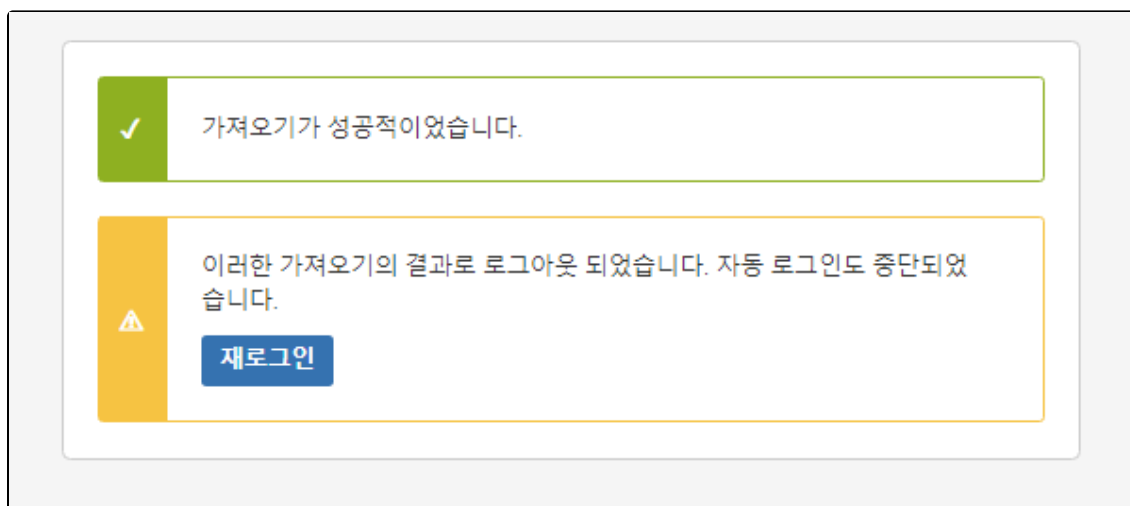 가져오기가 성공적이었습니다.
이러한 가져오기의 결과로 로그아웃 되었습니다. 자동 로그인도 중단되었
습니다.
재로그인